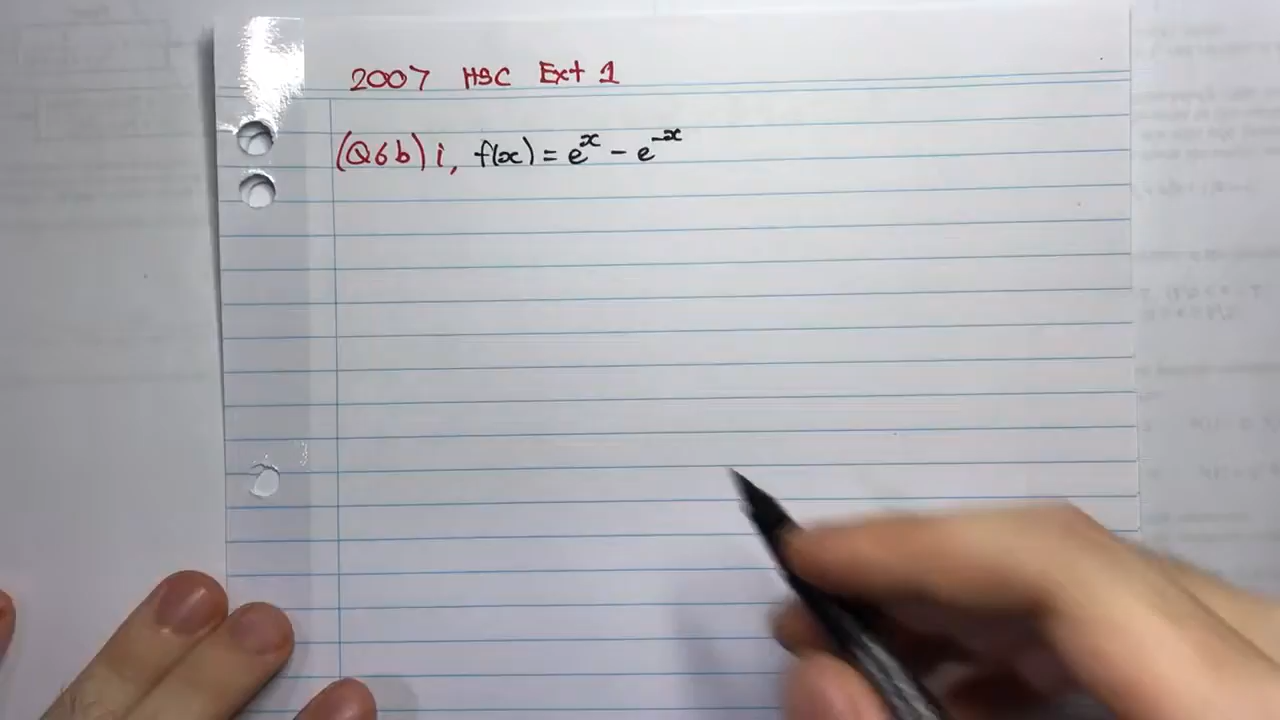 2007 HSC Ext 1
(Q6b) i, f(x) = e^x - e^-x